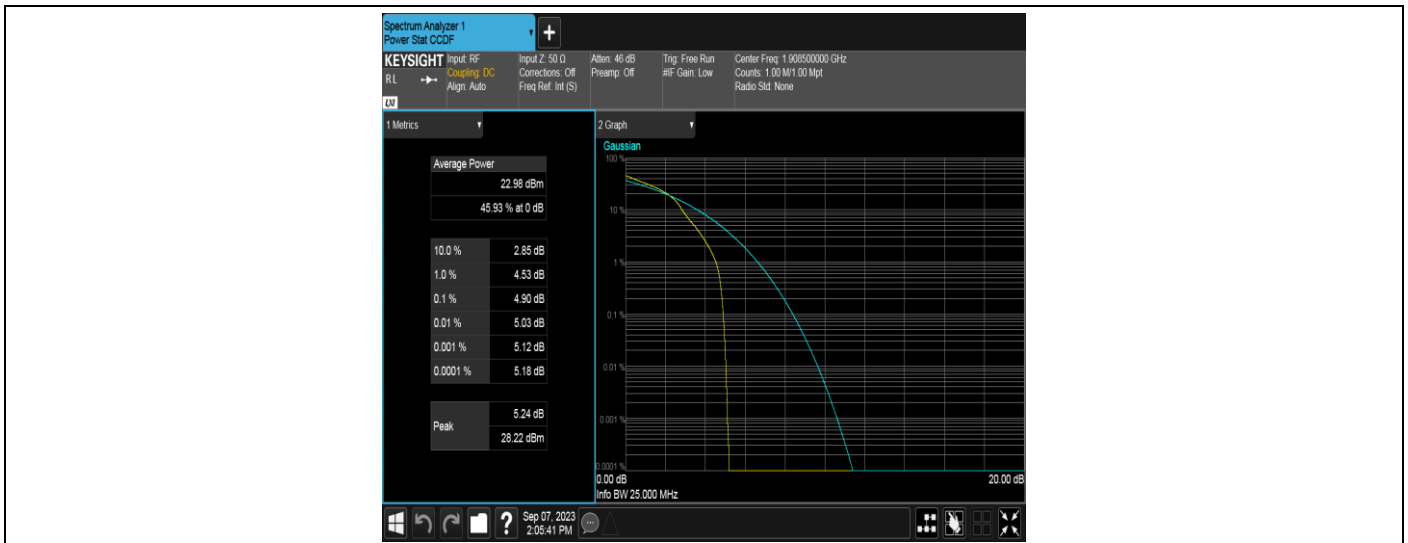 Spectrum Analyzer 1
Power Stat CCDF
KEYSIGHT
Input: RF
Coupling: DC
Align: Auto
Input Z: 50 Ω
Corrections: Off
Freq Ref: Int (S)
Atten: 46 dB
Preamp: Off
Trig: Free Run
#IF Gain: Low
Center Freq: 1.908500000 GHz
Counts: 1.00 M/1.00 Mpt
Radio Std: None
RL
LXI
1 Metrics
Average Power
22.98 dBm
45.93 % at 0 dB
10.0 % 2.85 dB
1.0 % 4.53 dB
0.1 % 4.90 dB
0.01 % 5.03 dB
0.001 % 5.12 dB
0.0001 % 5.18 dB
Peak
5.24 dB
28.22 dBm
2 Graph
Gaussian
100 %
10 %
1 %
0.1 %
0.01 %
0.001 %
0.0001 %
0.00 dB 20.00 dB
Info BW 25.000 MHz
?
Sep 07, 2023
2:05:41 PM